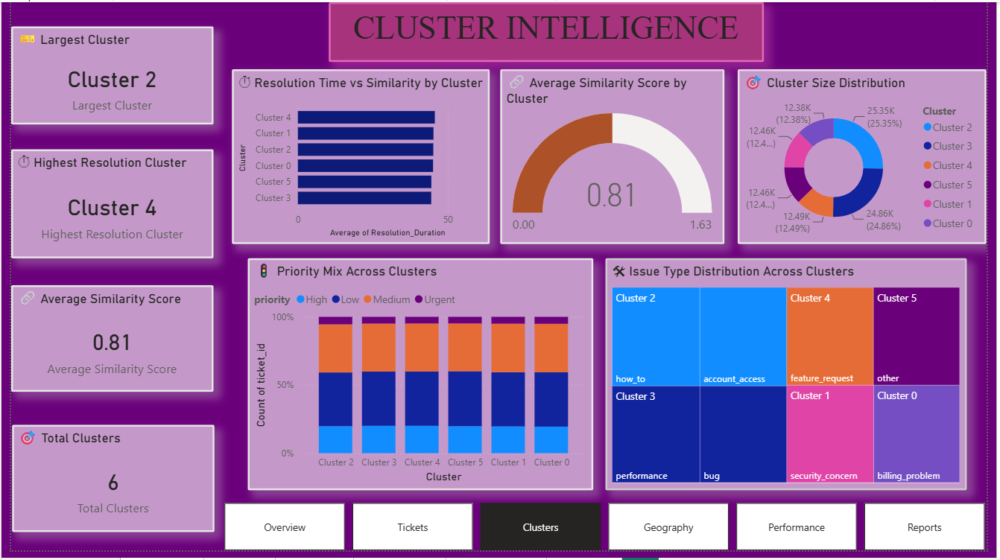 CLUSTER INTELLIGENCE
Largest Cluster
Cluster 2
Largest Cluster
Highest Resolution Cluster
Cluster 4
Highest Resolution Cluster
Average Similarity Score
0.81
Average Similarity Score
Total Clusters
6
Total Clusters
Resolution Time vs Similarity by Cluster
Cluster
Cluster 4
Cluster 1
Cluster 2
Cluster 0
Cluster 5
Cluster 3
0
50
Average of Resolution_Duration
Average Similarity Score by
Cluster
0.81
0.00
1.63
Cluster Size Distribution
12.38K
(12.38%)
25.35K
(25.35%)
12.46K
(12.4...)
12.46K
(12.4...)
12.49K
(12.49%)
24.86K
(24.86%)
Cluster
Cluster 2
Cluster 3
Cluster 4
Cluster 5
Cluster 1
Cluster 0
Priority Mix Across Clusters
priority High Low Medium Urgent
Count of ticket_id
100%
50%
0%
Cluster 2 Cluster 3 Cluster 4 Cluster 5 Cluster 1 Cluster 0
Cluster
Issue Type Distribution Across Clusters
Cluster 2 Cluster 4 Cluster 5
how_to account_access feature_request other
Cluster 3 Cluster 1 Cluster 0
performance bug security_concern billing_problem
Overview Tickets Clusters Geography Performance Reports